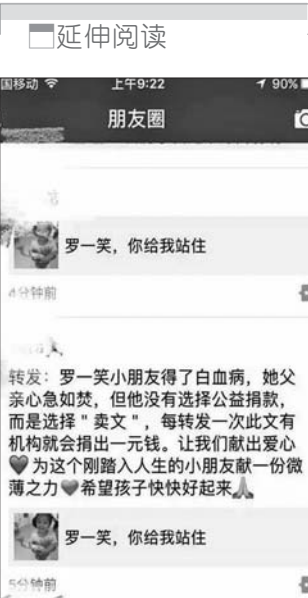 延伸阅读
国移动 上午9:22 90%
朋友圈
罗一笑，你给我站住
4分钟前
转发：罗一笑小朋友得了白血病，她父
亲心急如焚，但他没有选择公益捐款，
而是选择"卖文"，每转发一次此文有
机构就会捐出一元钱。让我们献出爱心
为这个刚踏入人生的小朋友献一份微
薄之力希望孩子快快好起来
罗一笑，你给我站住
5分钟前